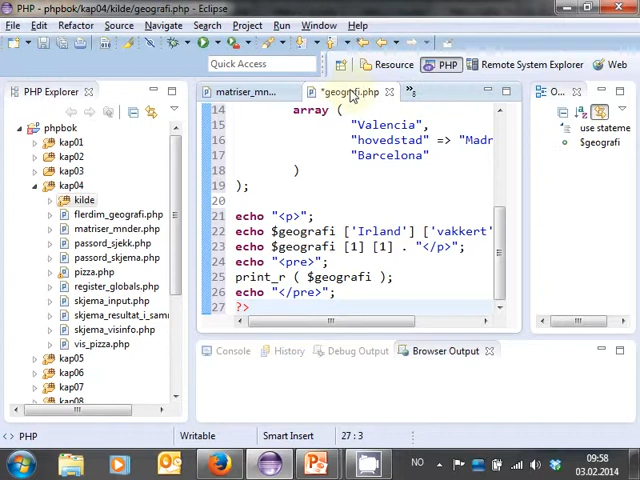 PHP - phpbok/kap04/kilde/geografi.php - Eclipse
File Edit Refactor Source Navigate Search Project Run Window Help
Quick Access
Resource PHP Remote System Explorer Web
PHP Explorer
matriser_mn...
*geografi.php
»8
O...
phpbok
kap01
kap02
kap03
kap04
kilde
flerdim_geografi.php
matriser_mnder.php
passord_sjekk.php
passord_skjema.php
pizza.php
register_globals.php
skjema_input.php
skjema_resultat_i_sam
skjema_visinfo.php
vis_pizza.php
kap05
kap06
kap07
kap08
14 array (
15 "Valencia",
16 "hovedstad" => "Madr
17 "Barcelona"
18 )
19 );
20
21 echo "<p>";
22 echo $geografi ['Irland'] ['vakkert'
23 echo $geografi [1] [1] . "</p>";
24 echo "<pre>";
25 print_r ( $geografi );
26 echo "</pre>";
27 ?>
use stateme
$geografi
Console History Debug Output Browser Output
PHP
Writable Smart Insert 27 : 3
NO
09:58
03.02.2014